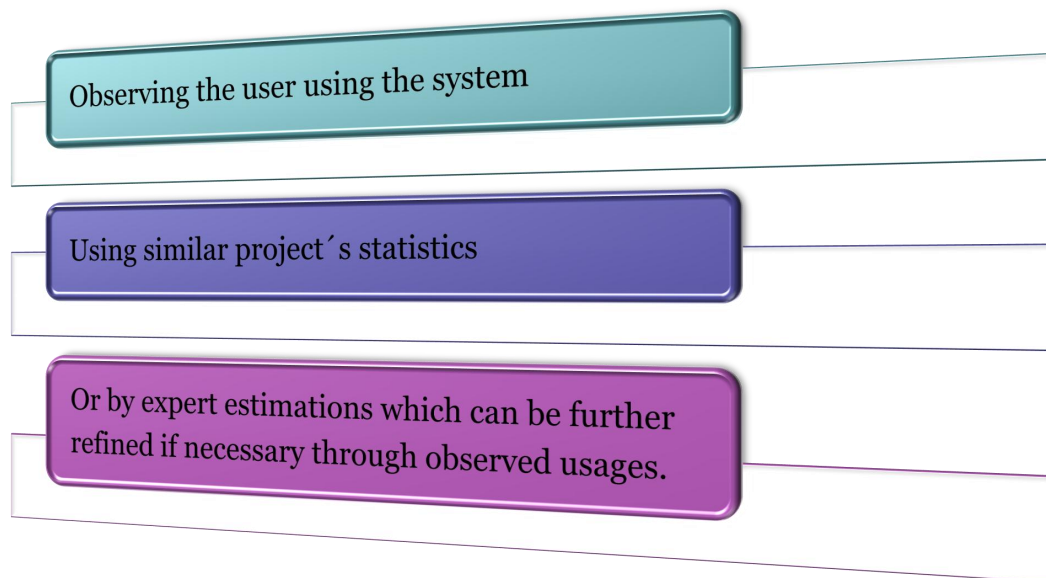 Observing the user using the system
Using similar project´s statistics
Or by expert estimations which can be further
refined if necessary through observed usages.